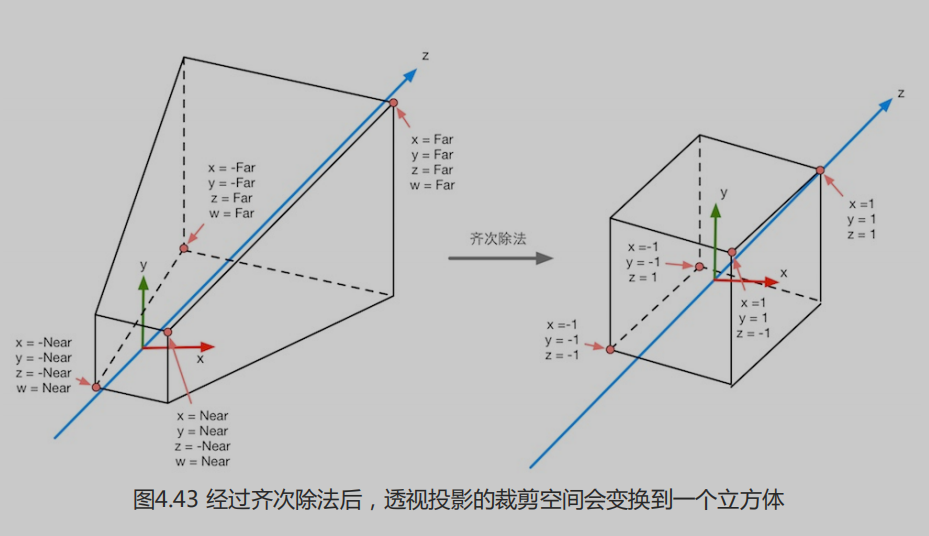 z
x = Far
y = Far
z = Far
w = Far
x = -Far
y = -Far
z = Far
w = Far
y
x
x = -Near
y = -Near
z = -Near
w = Near
x = Near
y = Near
z = -Near
w = Near
齐次除法
z
x =1
y = 1
z = 1
y
x =-1
y = -1
z = 1
x
x =1
y = 1
z = -1
x =-1
y = -1
z = -1
图4.43 经过齐次除法后，透视投影的裁剪空间会变换到一个立方体